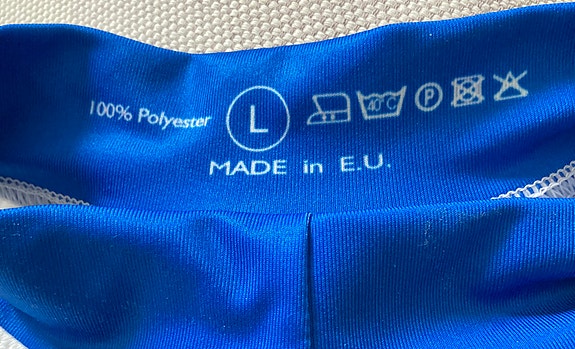 100% Polyester L 40°C P
MADE in E.U.